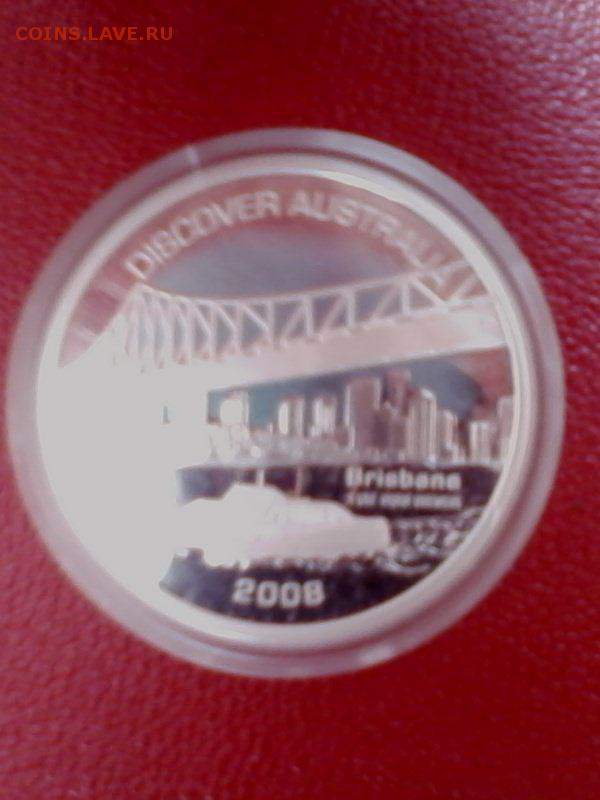 COINS.LAVE.RU
DISCOVER AUSTRALIA
Brisbane
2008